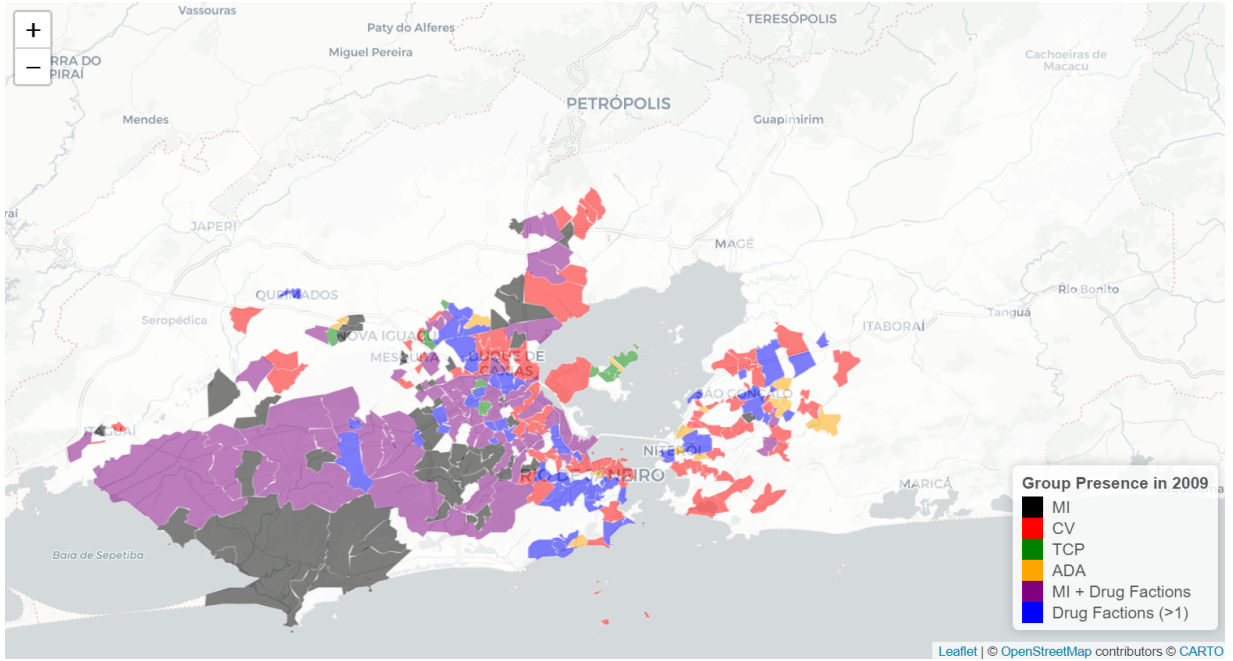 +
−
Vassouras
Paty do Alferes
Miguel Pereira
TERESÓPOLIS
Cachoeiras de
Macacu
RRA DO
PIRAÍ
PETRÓPOLIS
Mendes
Guapimirim
raí
JAPERI
MAGÉ
QUEIMADOS
Rio Bonito
Seropédica
Tanguá
ITABORAÍ
NOVA IGUAÇU
MESQUITA
DUQUE DE
CAXIAS
SÃO GONÇALO
ITAGUAÍ
NITERÓI
RIO DE JANEIRO
MARICÁ
Baía de Sepetiba
Group Presence in 2009
MI
CV
TCP
ADA
MI + Drug Factions
Drug Factions (>1)
Leaflet | © OpenStreetMap contributors © CARTO